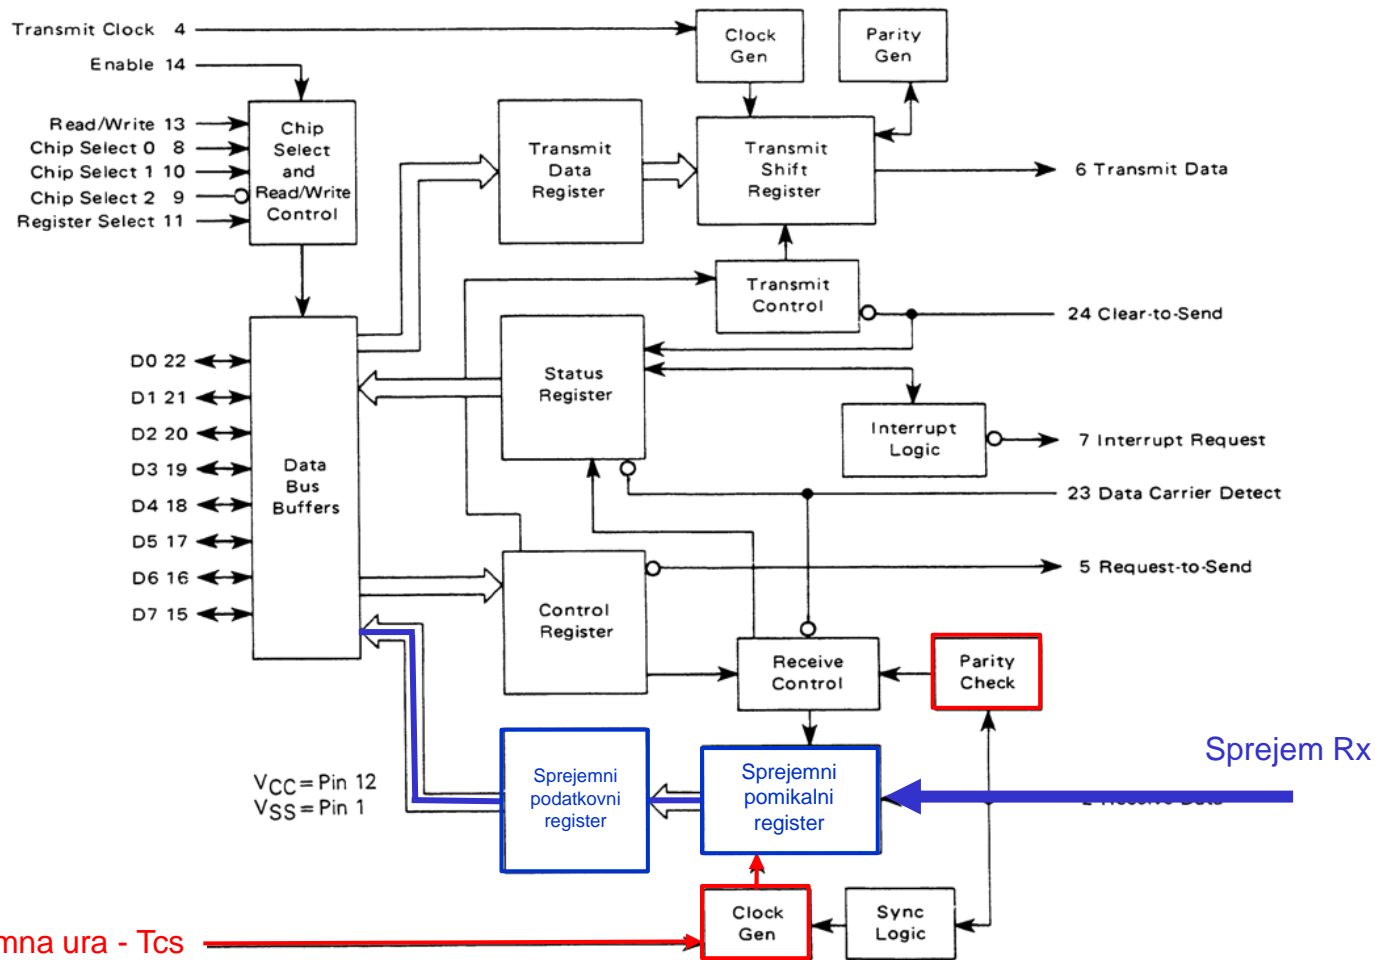 Transmit Clock 4
Enable 14
Read/Write 13
Chip Select 0 8
Chip Select 1 10
Chip Select 2 9
Register Select 11
Chip
Select
and
Read/Write
Control
Clock
Gen
Parity
Gen
Transmit
Data
Register
Transmit
Shift
Register
6 Transmit Data
Transmit
Control
24 Clear-to-Send
D0 22
D1 21
D2 20
D3 19
D4 18
D5 17
D6 16
D7 15
Data
Bus
Buffers
Status
Register
Interrupt
Logic
7 Interrupt Request
23 Data Carrier Detect
5 Request-to-Send
Control
Register
Receive
Control
Parity
Check
Sprejem Rx
VCC = Pin 12
VSS = Pin 1
Sprejemni
podatkovni
register
Sprejemni
pomikalni
register
2 Receive Data
Clock
Gen
Sync
Logic
ura - Tcs